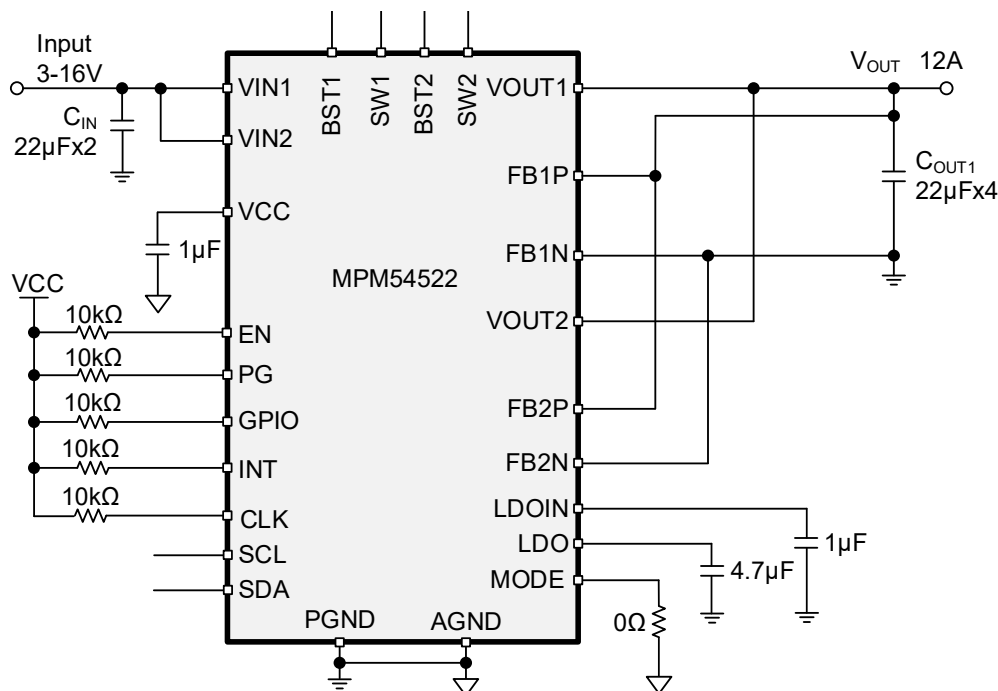 Input
3-16V
CIN
22µFx2
VIN1
VIN2
VCC
1µF
VCC
10kΩ
10kΩ
10kΩ
10kΩ
10kΩ
EN
PG
GPIO
INT
CLK
SCL
SDA
BST1
SW1
BST2
SW2
MPM54522
PGND
AGND
VOUT1
FB1P
FB1N
VOUT2
FB2P
FB2N
LDOIN
LDO
MODE
VOUT 12A
COUT1
22µFx4
1µF
4.7µF
0Ω